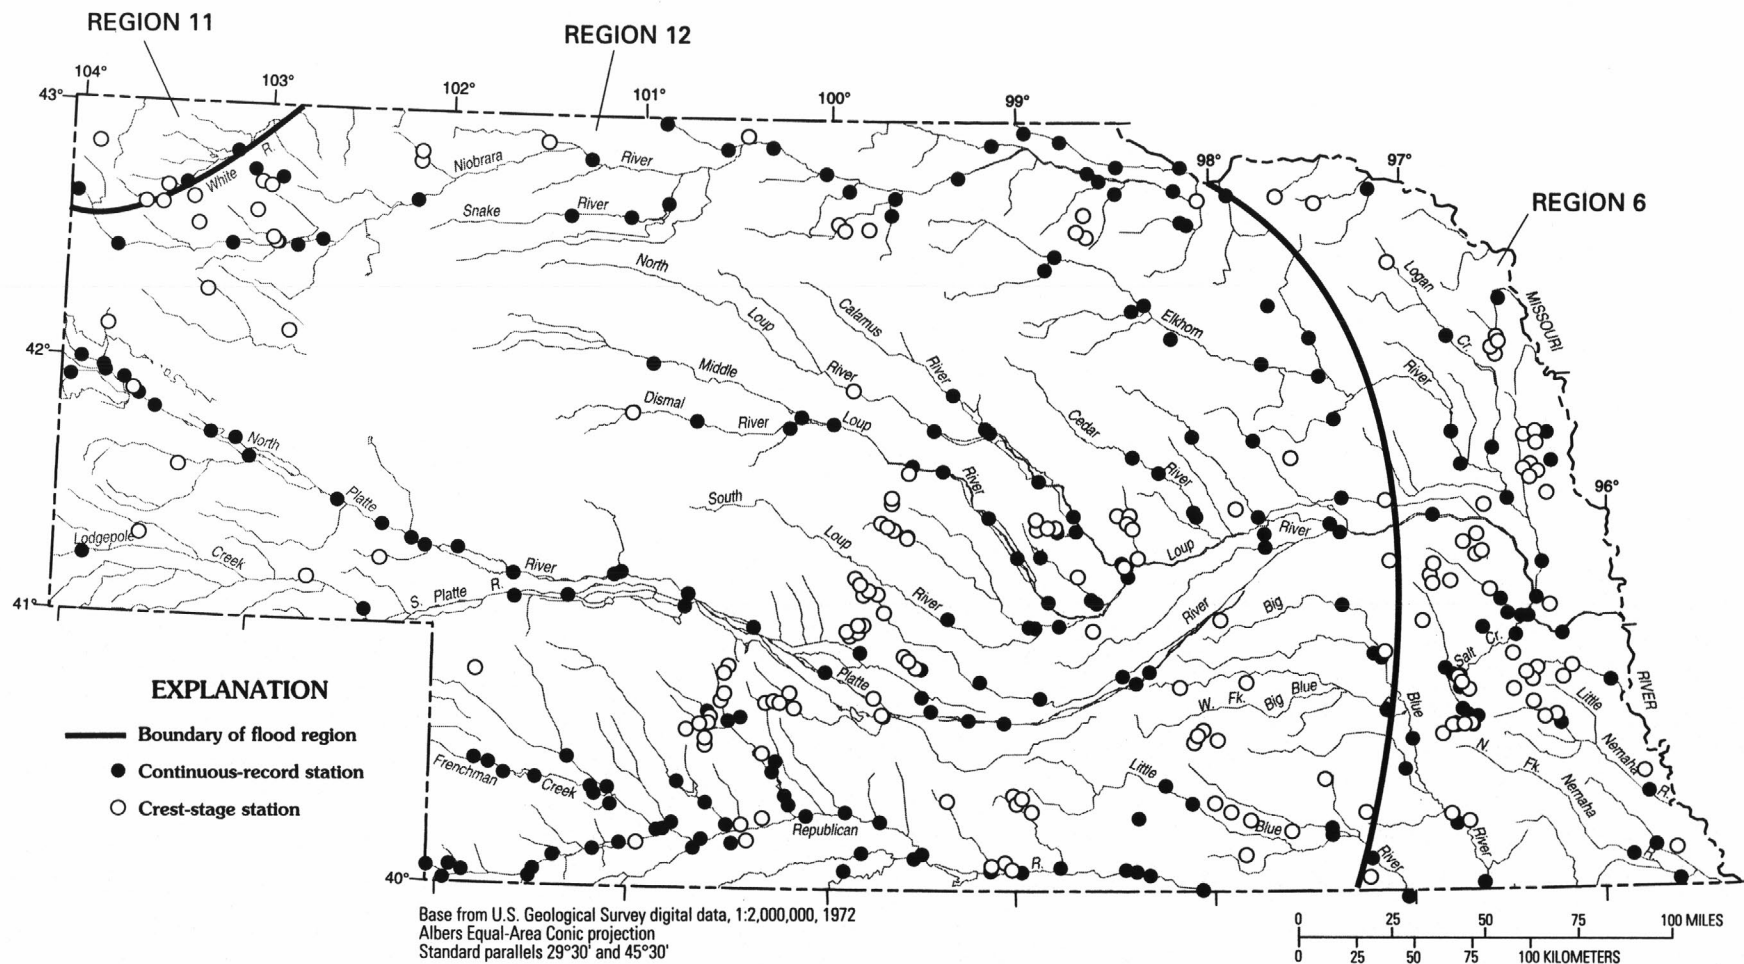 REGION 11
REGION 12
104°
103°
102°
101°
100°
99°
98°
97°
43°
REGION 6
White
R.
Niobrara
River
Snake
River
North
Loup
River
Calamus
River
Elkhorn
River
Logan
Cr.
MISSOURI
42°
Middle
Loup
River
Dismal
River
Cedar
River
North
Platte
River
South
Loup
River
Loup
River
96°
Lodgepole
Creek
41°
S. Platte R.
Platte
River
Big
Blue
River
W. Fk. Big Blue
Salt
Cr.
Little
Nemaha
R.
RIVER
N. Fk. Nemaha
R.
Frenchman
Creek
Republican
R.
Little
Blue
River
40°
EXPLANATION
Boundary of flood region
Continuous-record station
Crest-stage station
Base from U.S. Geological Survey digital data, 1:2,000,000, 1972
Albers Equal-Area Conic projection
Standard parallels 29°30' and 45°30'
0 25 50 75 100 MILES
0 25 50 75 100 KILOMETERS